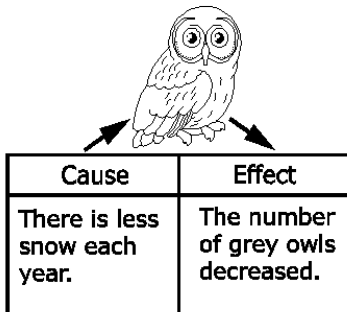 Cause
Effect
There is less
snow each
year.
The number
of grey owls
decreased.